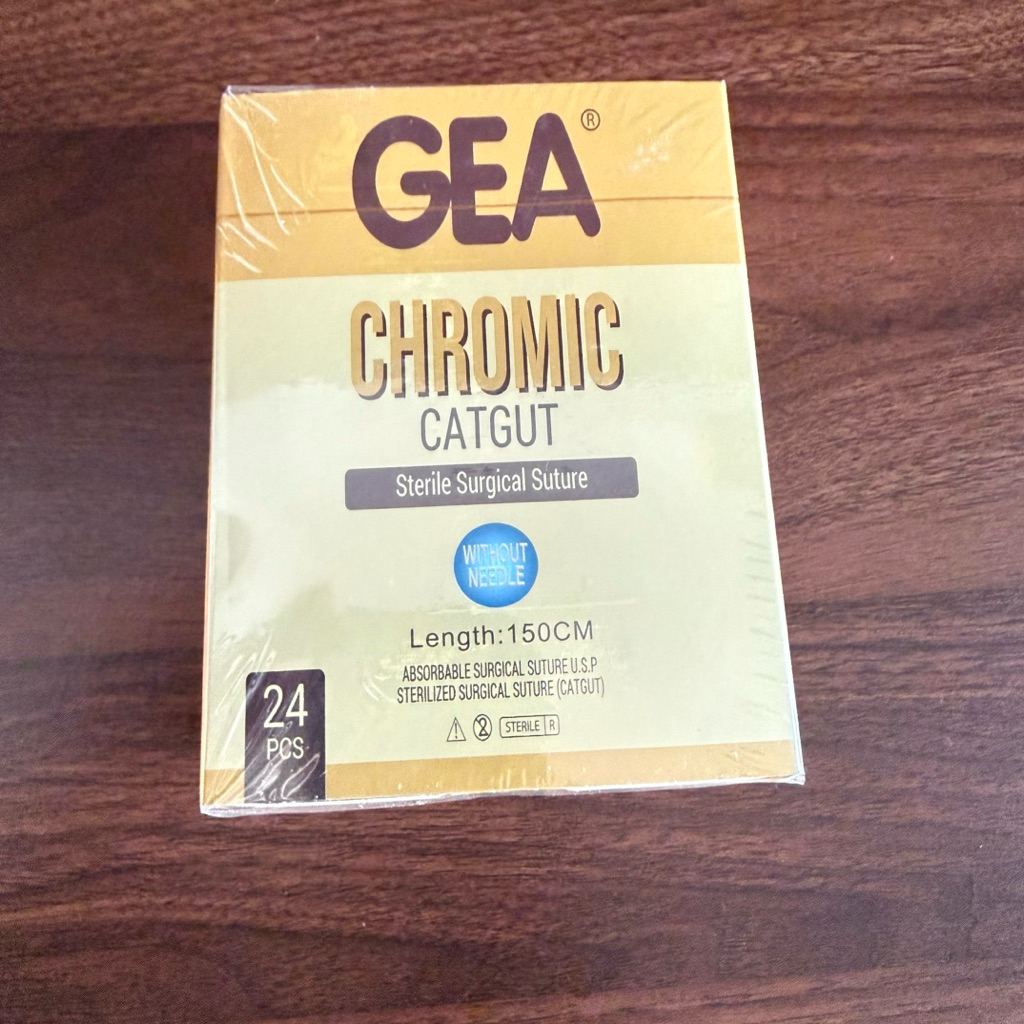 GEA®
CHROMIC
CATGUT
Sterile Surgical Suture
WITHOUT
NEEDLE
Length:150CM
ABSORBABLE SURGICAL SUTURE U.S.P
STERILIZED SURGICAL SUTURE (CATGUT)
2 STERILE R
24
PCS